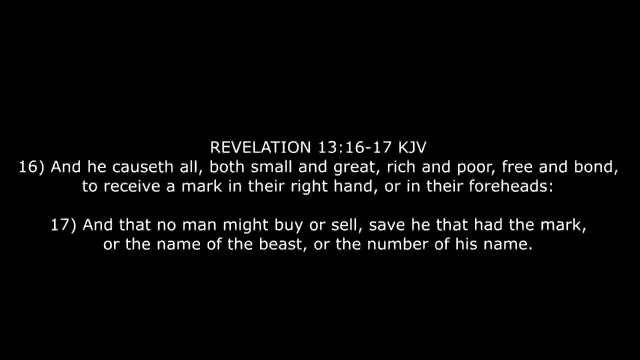 REVELATION 13:16-17 KJV
16) And he causeth all, both small and great, rich and poor, free and bond,
to receive a mark in their right hand, or in their foreheads:
17) And that no man might buy or sell, save he that had the mark,
or the name of the beast, or the number of his name.